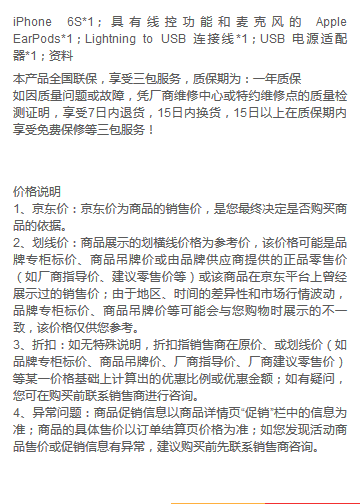 iPhone 6S*1；具有线控功能和麦克风的 Apple
EarPods*1；Lightning to USB 连接线*1；USB 电源适配
器*1；资料
本产品全国联保，享受三包服务，质保期为：一年质保
如因质量问题或故障，凭厂商维修中心或特约维修点的质量检
测证明，享受7日内退货，15日内换货，15日以上在质保期内
享受免费保修等三包服务！
价格说明
1、京东价：京东价为商品的销售价，是您最终决定是否购买商
品的依据。
2、划线价：商品展示的划横线价格为参考价，该价格可能是品
牌专柜标价、商品吊牌价或由品牌供应商提供的正品零售价
（如厂商指导价、建议零售价等）或该商品在京东平台上曾经
展示过的销售价；由于地区、时间的差异性和市场行情波动，
品牌专柜标价、商品吊牌价等可能会与您购物时展示的不一
致，该价格仅供您参考。
3、折扣：如无特殊说明，折扣指销售商在原价、或划线价（如
品牌专柜标价、商品吊牌价、厂商指导价、厂商建议零售价）
等某一价格基础上计算出的优惠比例或优惠金额；如有疑问，
您可在购买前联系销售商进行咨询。
4、异常问题：商品促销信息以商品详情页“促销”栏中的信息为
准；商品的具体售价以订单结算页价格为准；如您发现活动商
品售价或促销信息有异常，建议购买前先联系销售商咨询。